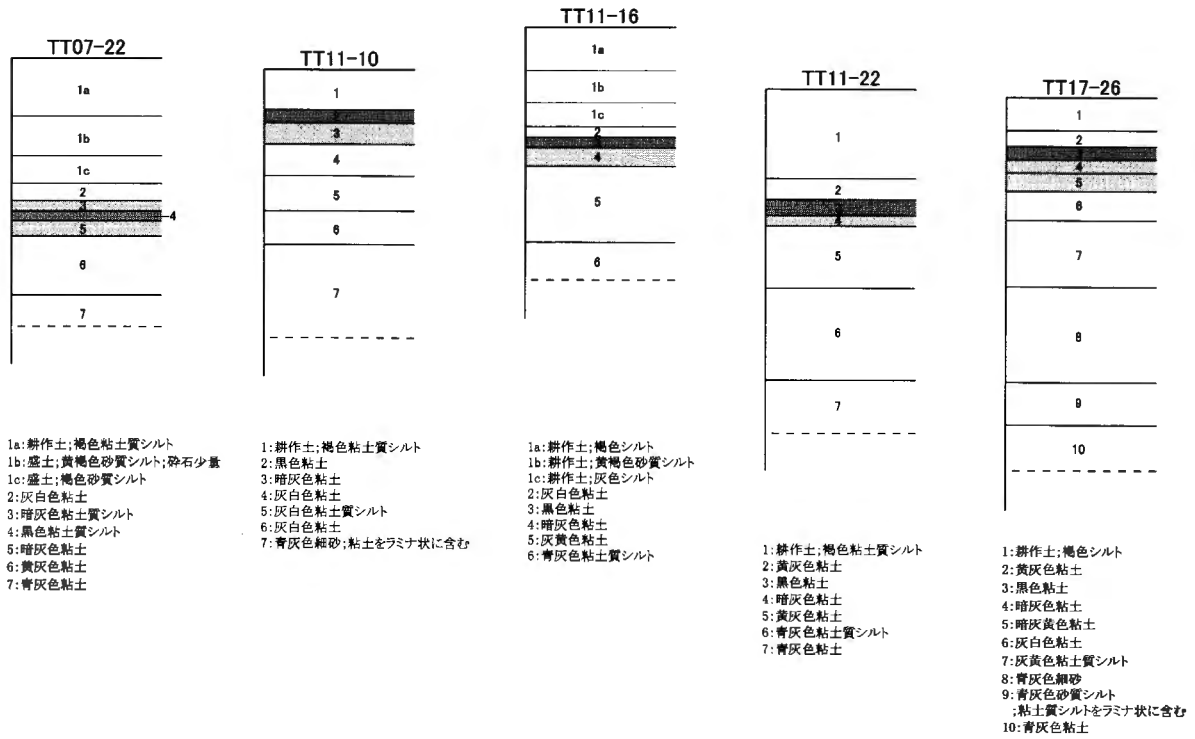 TT07-22
1a
1b
1c
2
3
4
5
6
7
1a:耕作土;褐色粘土質シルト
1b:盛土;黄褐色砂質シルト;砕石少量
1c:盛土;褐色砂質シルト
2:灰白色粘土
3:暗灰色粘土質シルト
4:黒色粘土質シルト
5:暗灰色粘土
6:黄灰色粘土
7:青灰色粘土
TT11-10
1
2
3
4
5
6
7
1:耕作土;褐色粘土質シルト
2:黒色粘土
3:暗灰色粘土
4:灰白色粘土
5:灰白色粘土質シルト
6:灰白色粘土
7:青灰色細砂;粘土をラミナ状に含む
TT11-16
1a
1b
1c
2
3
4
5
6
1a:耕作土;褐色シルト
1b:耕作土;黄褐色砂質シルト
1c:耕作土;灰色シルト
2:灰白色粘土
3:黒色粘土
4:暗灰色粘土
5:灰黄色粘土
6:青灰色粘土質シルト
TT11-22
1
2
4
5
6
7
1:耕作土;褐色粘土質シルト
2:黄灰色粘土
3:黒色粘土
4:暗灰色粘土
5:黄灰色粘土
6:青灰色粘土質シルト
7:青灰色粘土
TT17-26
1
2
3
4
5
6
7
8
9
10
1:耕作土;褐色シルト
2:黄灰色粘土
3:黒色粘土
4:暗灰色粘土
5:暗灰黄色粘土
6:灰白色粘土
7:灰黄色粘土質シルト
8:青灰色細砂
9:青灰色砂質シルト
;粘土質シルトをラミナ状に含む
10:青灰色粘土